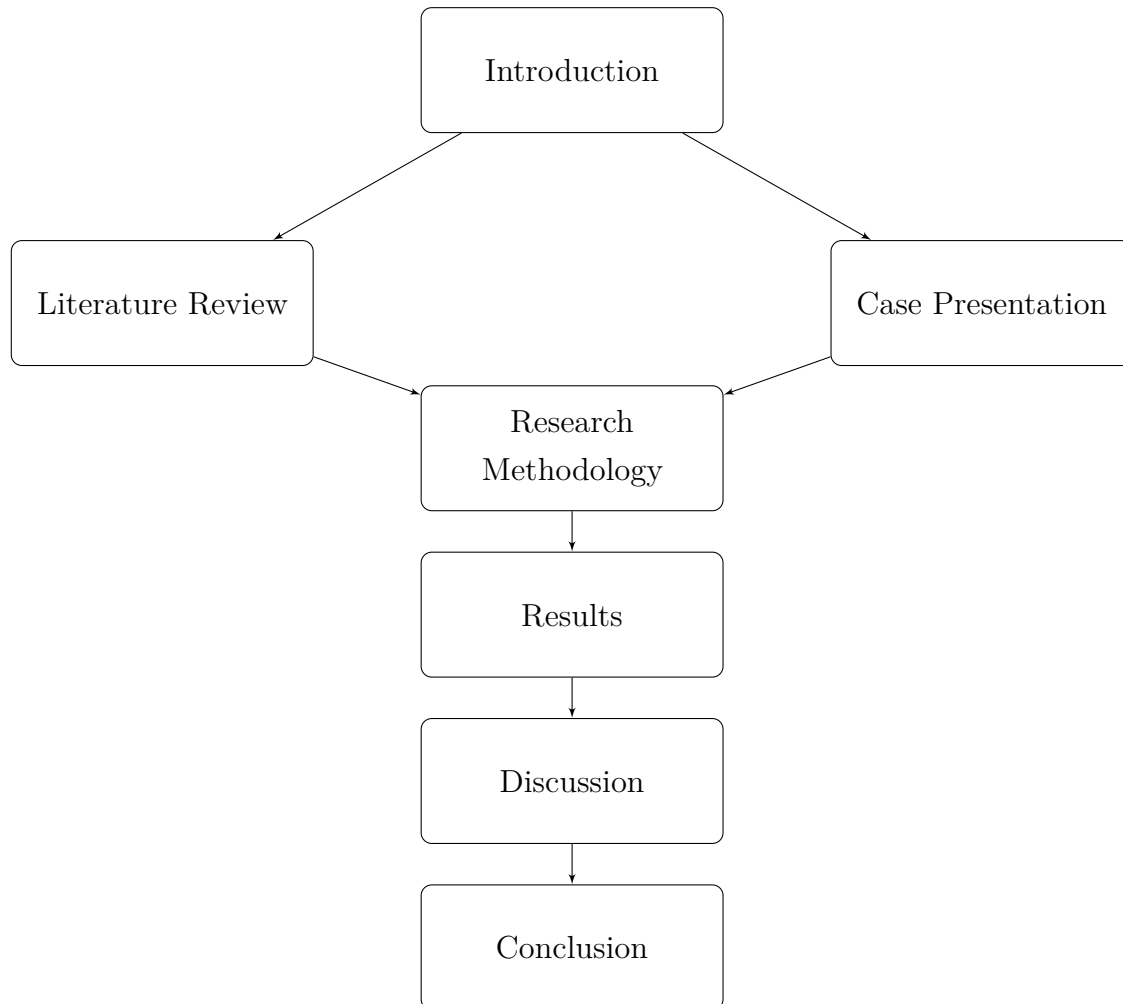 Introduction
Literature Review
Case Presentation
Research
Methodology
Results
Discussion
Conclusion